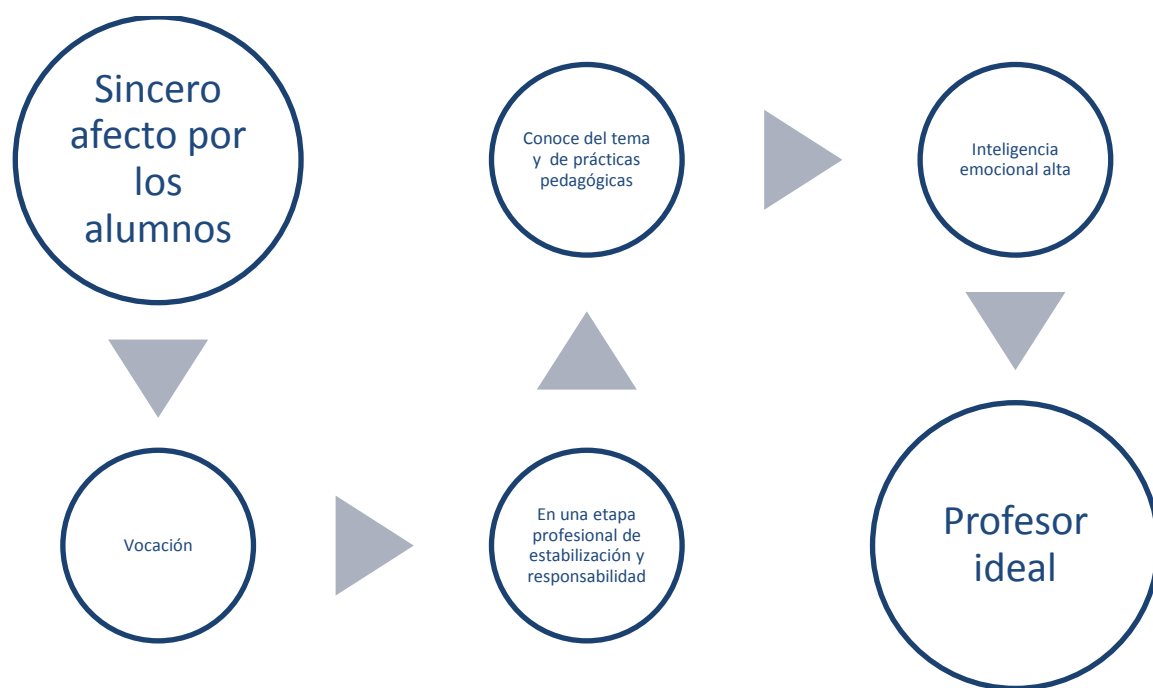 Sincero
afecto por
los
alumnos
Vocación
En una etapa
profesional de
estabilización y
responsabilidad
Conoce del tema
y de prácticas
pedagógicas
Inteligencia
emocional alta
Profesor
ideal